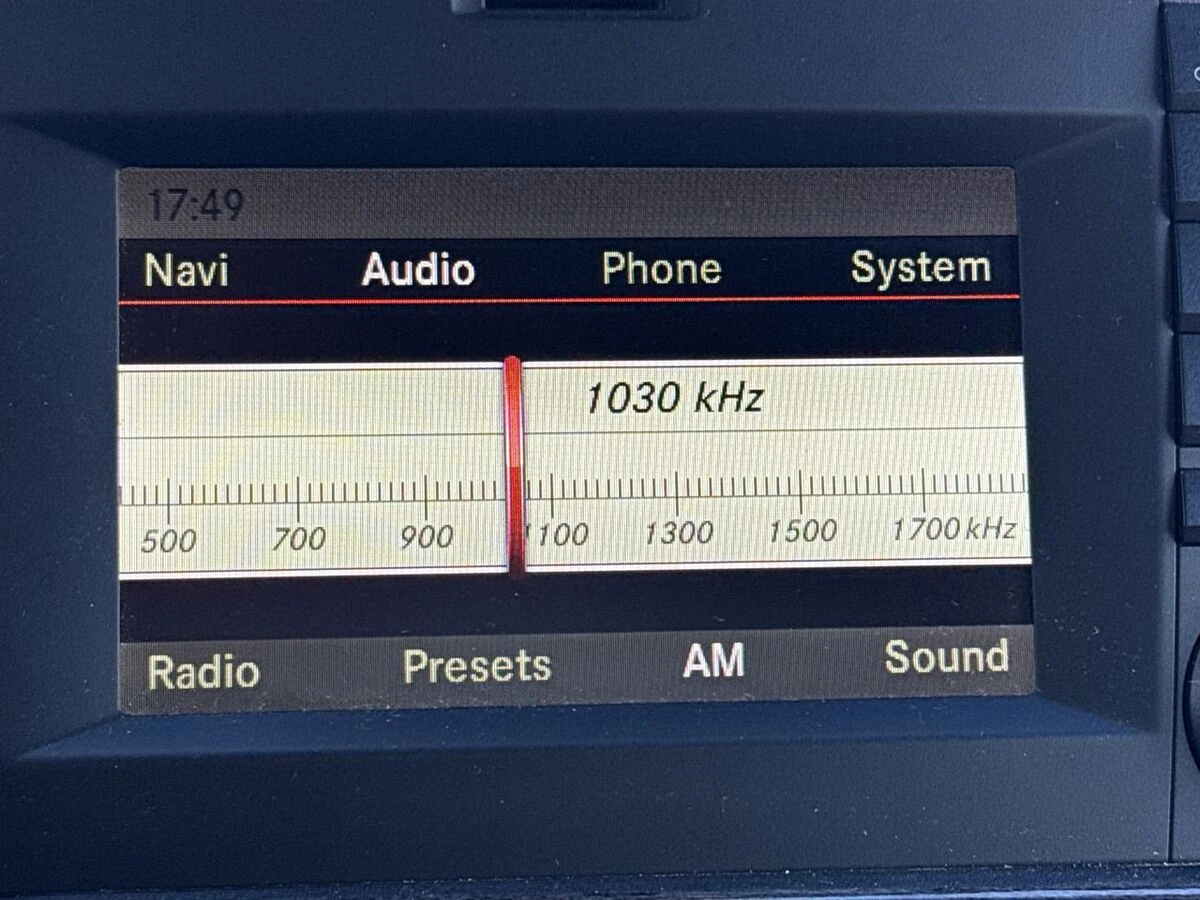 17:49
Navi Audio Phone System
1030 kHz
500 700 900 1100 1300 1500 1700 kHz
Radio Presets AM Sound